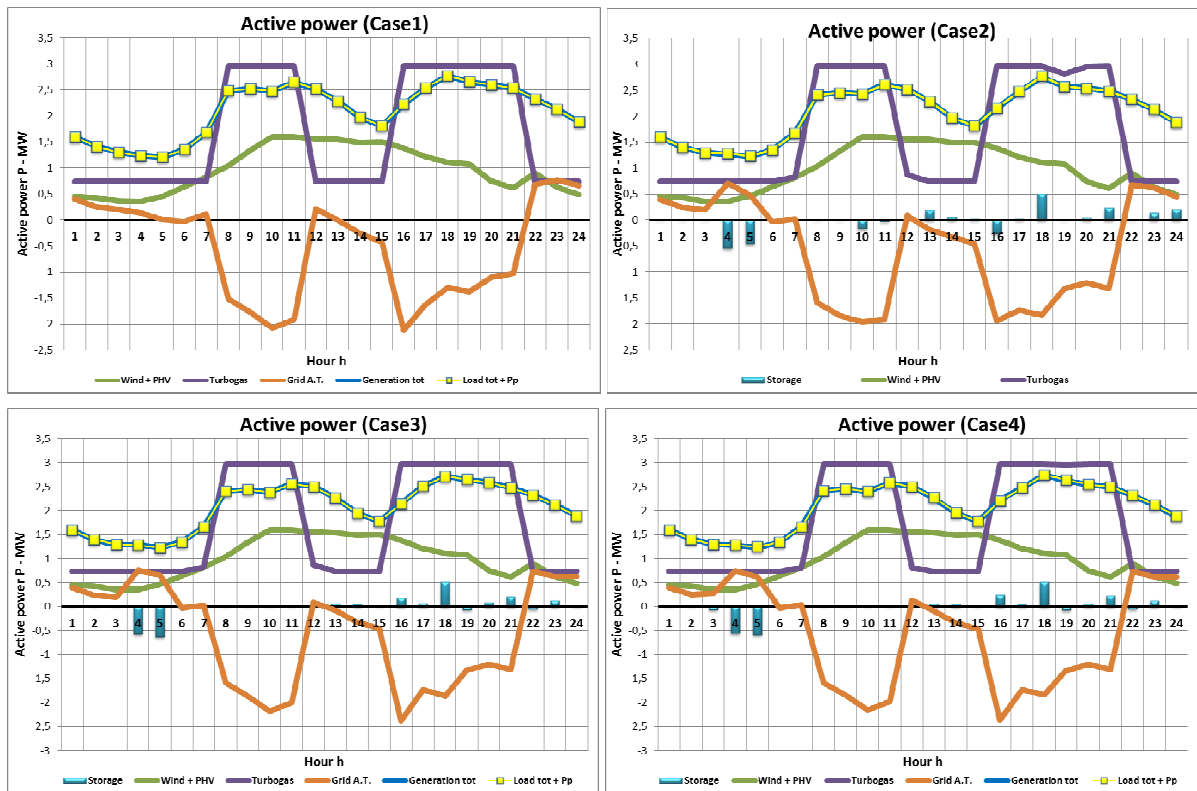 Active power (Case1)
Active power P - MW
3,5
3
2,5
2
1,5
1
0,5
0
-0,5
-1
-1,5
-2
-2,5
1 2 3 4 5 6 7 8 9 10 11 12 13 14 15 16 17 18 19 20 21 22 23 24
Hour h
Wind + PHV Turbogas Grid A.T. Generation tot Load tot + Pp
Active power (Case2)
Active power P - MW
3,5
3
2,5
2
1,5
1
0,5
0
-0,5
-1
-1,5
-2
-2,5
1 2 3 4 5 6 7 8 9 10 11 12 13 14 15 16 17 18 19 20 21 22 23 24
Hour h
Storage Wind + PHV Turbogas
Active power (Case3)
Active power P - MW
3,5
3
2,5
2
1,5
1
0,5
0
-0,5
-1
-1,5
-2
-2,5
-3
1 2 3 4 5 6 7 8 9 10 11 12 13 14 15 16 17 18 19 20 21 22 23 24
Hour h
Storage Wind + PHV Turbogas Grid A.T. Generation tot Load tot + Pp
Active power (Case4)
Active power P - MW
3,5
3
2,5
2
1,5
1
0,5
0
-0,5
-1
-1,5
-2
-2,5
-3
1 2 3 4 5 6 7 8 9 10 11 12 13 14 15 16 17 18 19 20 21 22 23 24
Hour h
Storage Wind + PHV Turbogas Grid A.T. Generation tot Load tot + Pp